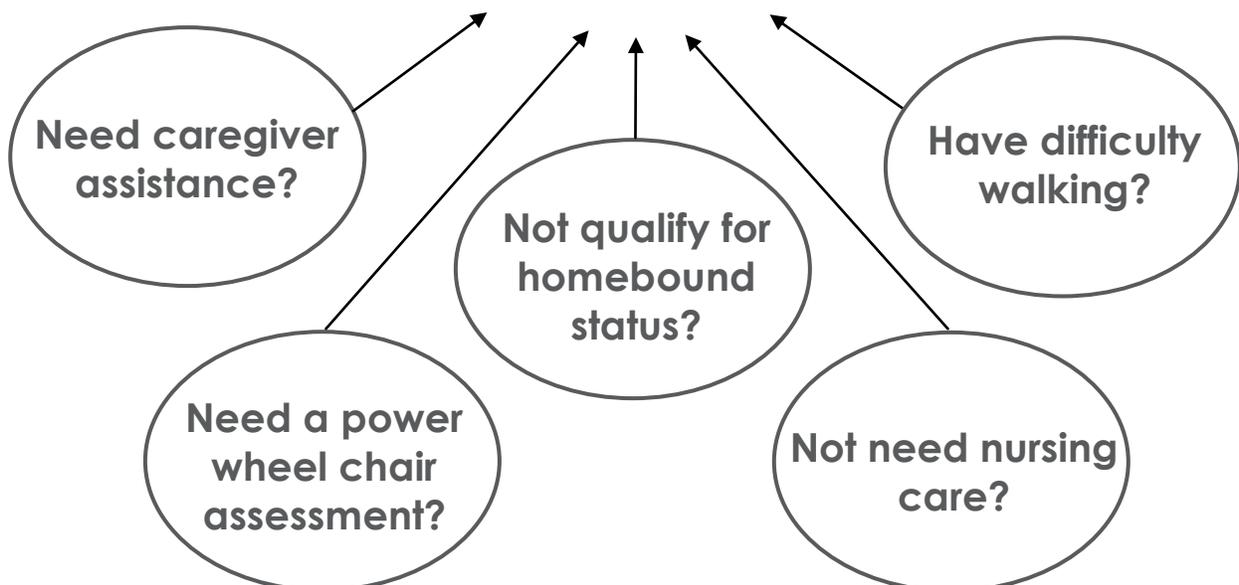 Need caregiver
assistance?
Have difficulty
walking?
Not qualify for
homebound
status?
Need a power
wheel chair
assessment?
Not need nursing
care?